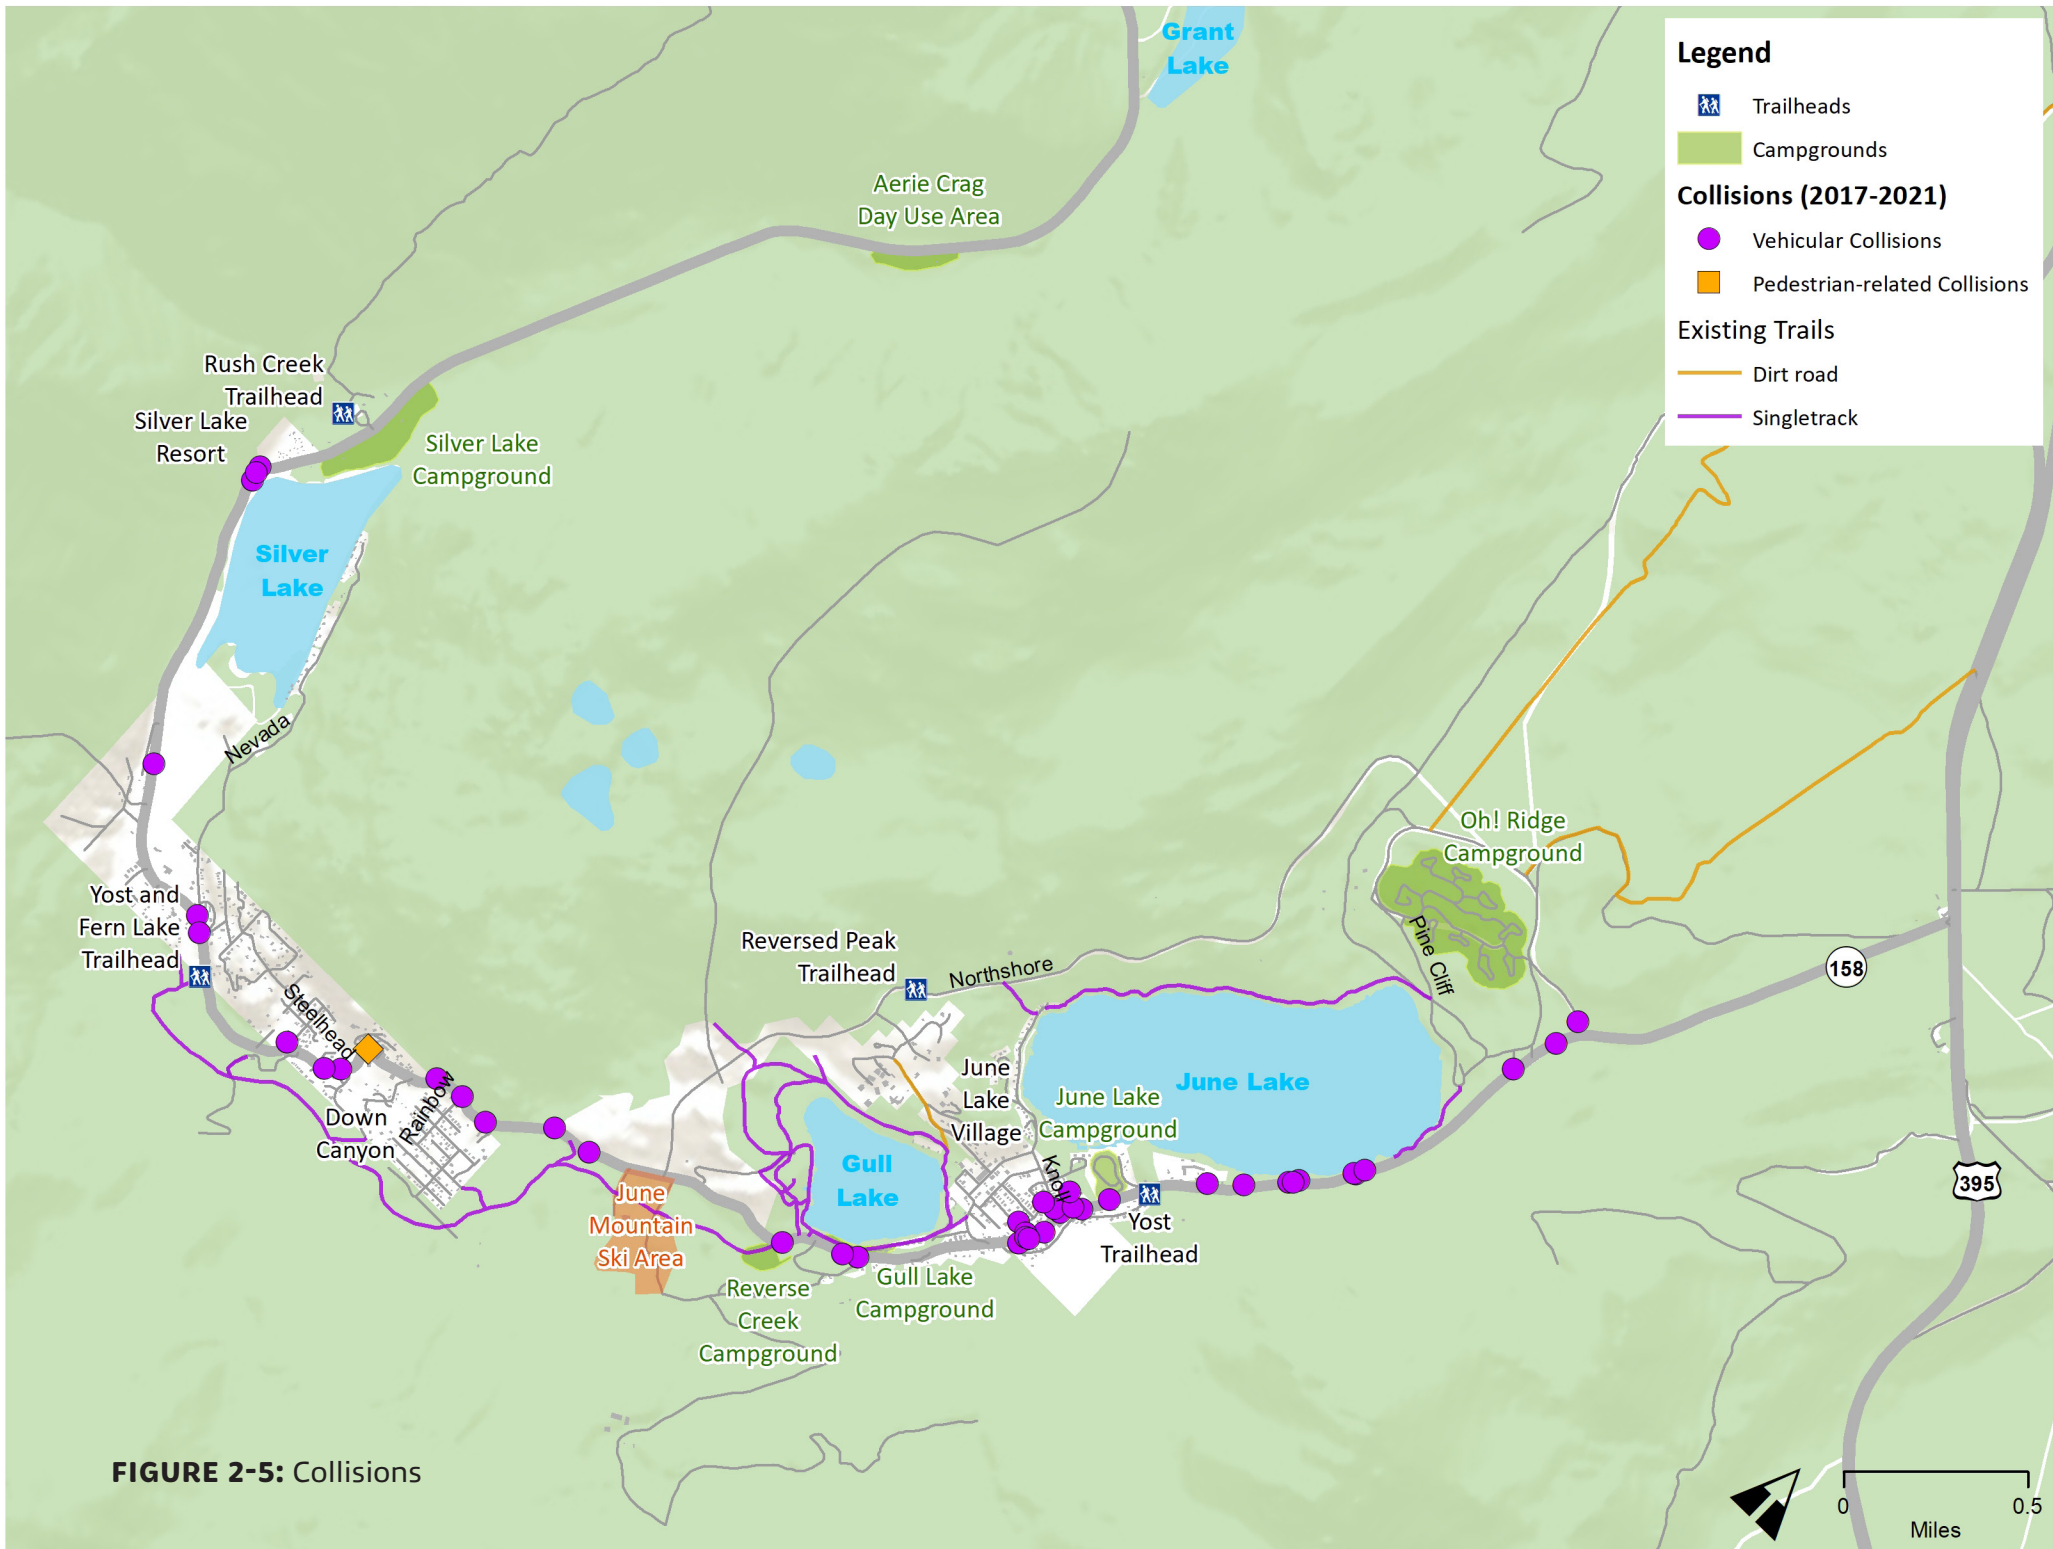 Grant
Lake
Legend
Trailheads
Campgrounds
Collisions (2017-2021)
Vehicular Collisions
Pedestrian-related Collisions
Existing Trails
Dirt road
Singletrack
Aerie Crag
Day Use Area
Rush Creek
Trailhead
Silver Lake
Resort
Silver Lake
Campground
Silver
Lake
Nevada
Oh! Ridge
Campground
Pine Cliff
Yost and
Fern Lake
Trailhead
Reversed Peak
Trailhead
Northshore
158
Steelhead
Rainbow
Down
Canyon
June
Lake
Village
June Lake
Campground
June Lake
Knoll
Gull
Lake
June
Mountain
Ski Area
Yost
Trailhead
395
Reverse
Creek
Campground
Gull Lake
Campground
FIGURE 2-5: Collisions
0 0.5
Miles